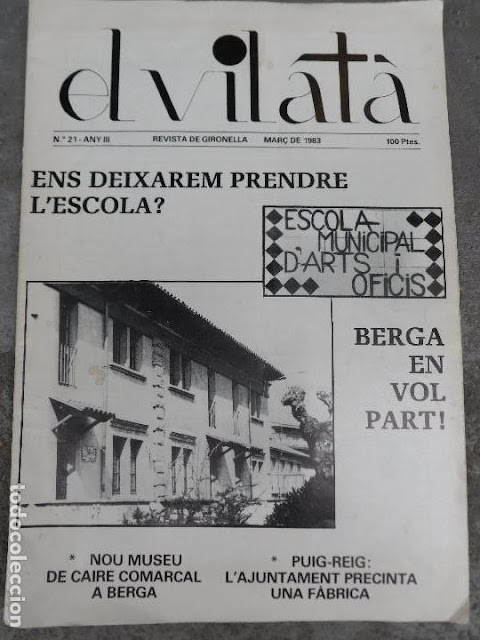 el vilatà
N.º 21 - ANY III REVISTA DE GIRONELLA MARÇ DE 1983 100 Ptes.
ENS DEIXAREM PRENDRE
L'ESCOLA?
ESCOLA
MUNICIPAL
D'ARTS i
OFICIS
BERGA
EN
VOL
PART!
* NOU MUSEU
DE CAIRE COMARCAL
A BERGA
* PUIG-REIG:
L'AJUNTAMENT PRECINTA
UNA FÀBRICA
todocoleccion.net